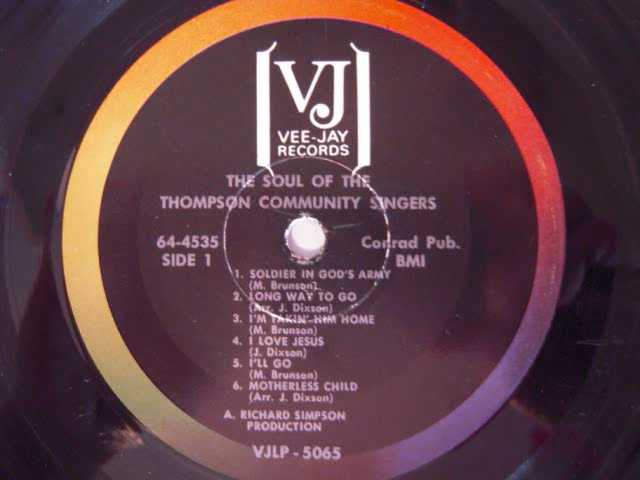 VJ
VEE-JAY
RECORDS
THE SOUL OF THE
THOMPSON COMMUNITY SINGERS
64-4535 Conrad Pub.
SIDE 1 BMI
1. SOLDIER IN GOD'S ARMY
(M. Brunson)
2. LONG WAY TO GO
(Arr. J. Dixson)
3. I'M TAKIN' HIM HOME
(M. Brunson)
4. I LOVE JESUS
(J. Dixson)
5. I'LL GO
(M. Brunson)
6. MOTHERLESS CHILD
(Arr. J. Dixson)
A. RICHARD SIMPSON
PRODUCTION
VJLP - 5065